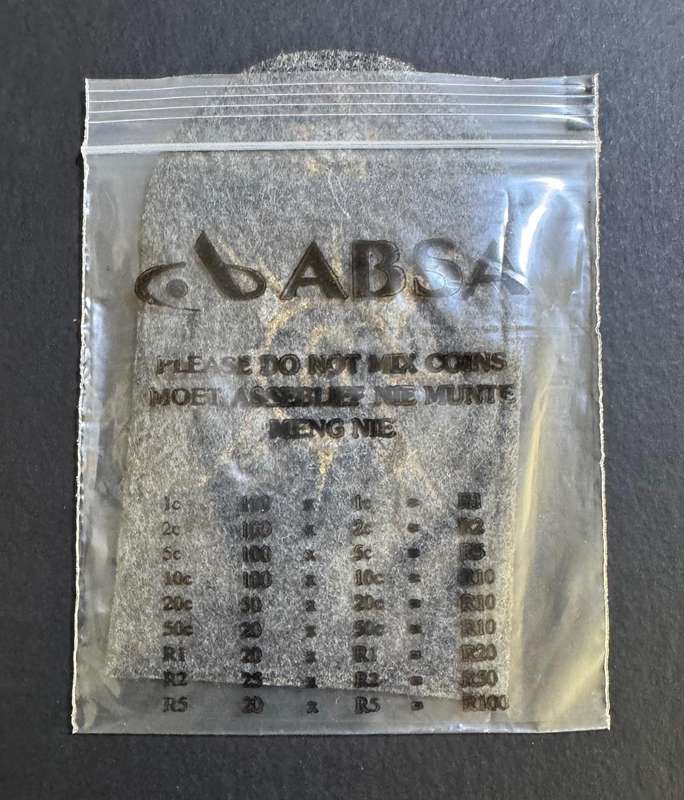 ABSA
PLEASE DO NOT MIX COINS
MOET ASSEBLIEF NIE MUNTE
MENG NIE
1c 100 x 1c = R1
2c 100 x 2c = R2
5c 100 x 5c = R5
10c 100 x 10c = R10
20c 50 x 20c = R10
50c 20 x 50c = R10
R1 20 x R1 = R20
R2 25 x R2 = R50
R5 20 x R5 = R100